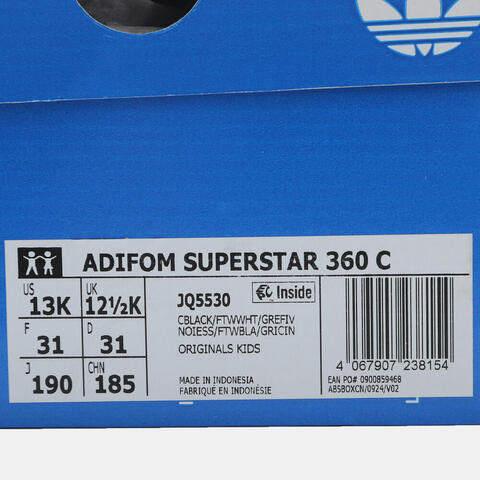 ADIFOM SUPERSTAR 360 C
US 13K UK 12½K
F 31 D 31
J 190 CHN 185
JQ5530 Inside
CBLACK/FTWWHT/GREFIV
NOIESS/FTWBLA/GRICIN
ORIGINALS KIDS
MADE IN INDONESIA
FABRIQUÉ EN INDONÉSIE
4 067907 238154
EAN PO# 0900859468
ABSBOXCN/0924/V02